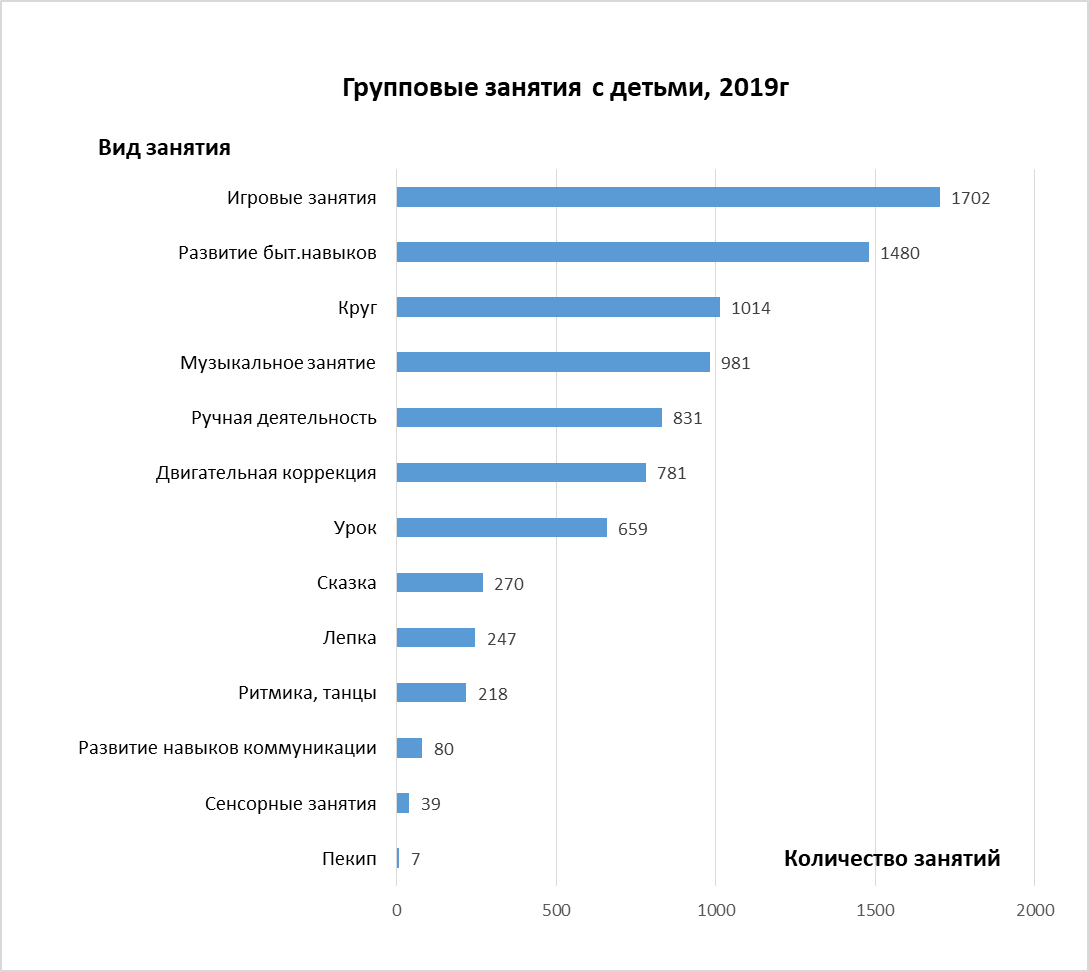 Групповые занятия с детьми, 2019г
Вид занятия
Игровые занятия 1702
Развитие быт.навыков 1480
Круг 1014
Музыкальное занятие 981
Ручная деятельность 831
Двигательная коррекция 781
Урок 659
Сказка 270
Лепка 247
Ритмика, танцы 218
Развитие навыков коммуникации 80
Сенсорные занятия 39
Пекип 7
Количество занятий
0 500 1000 1500 2000